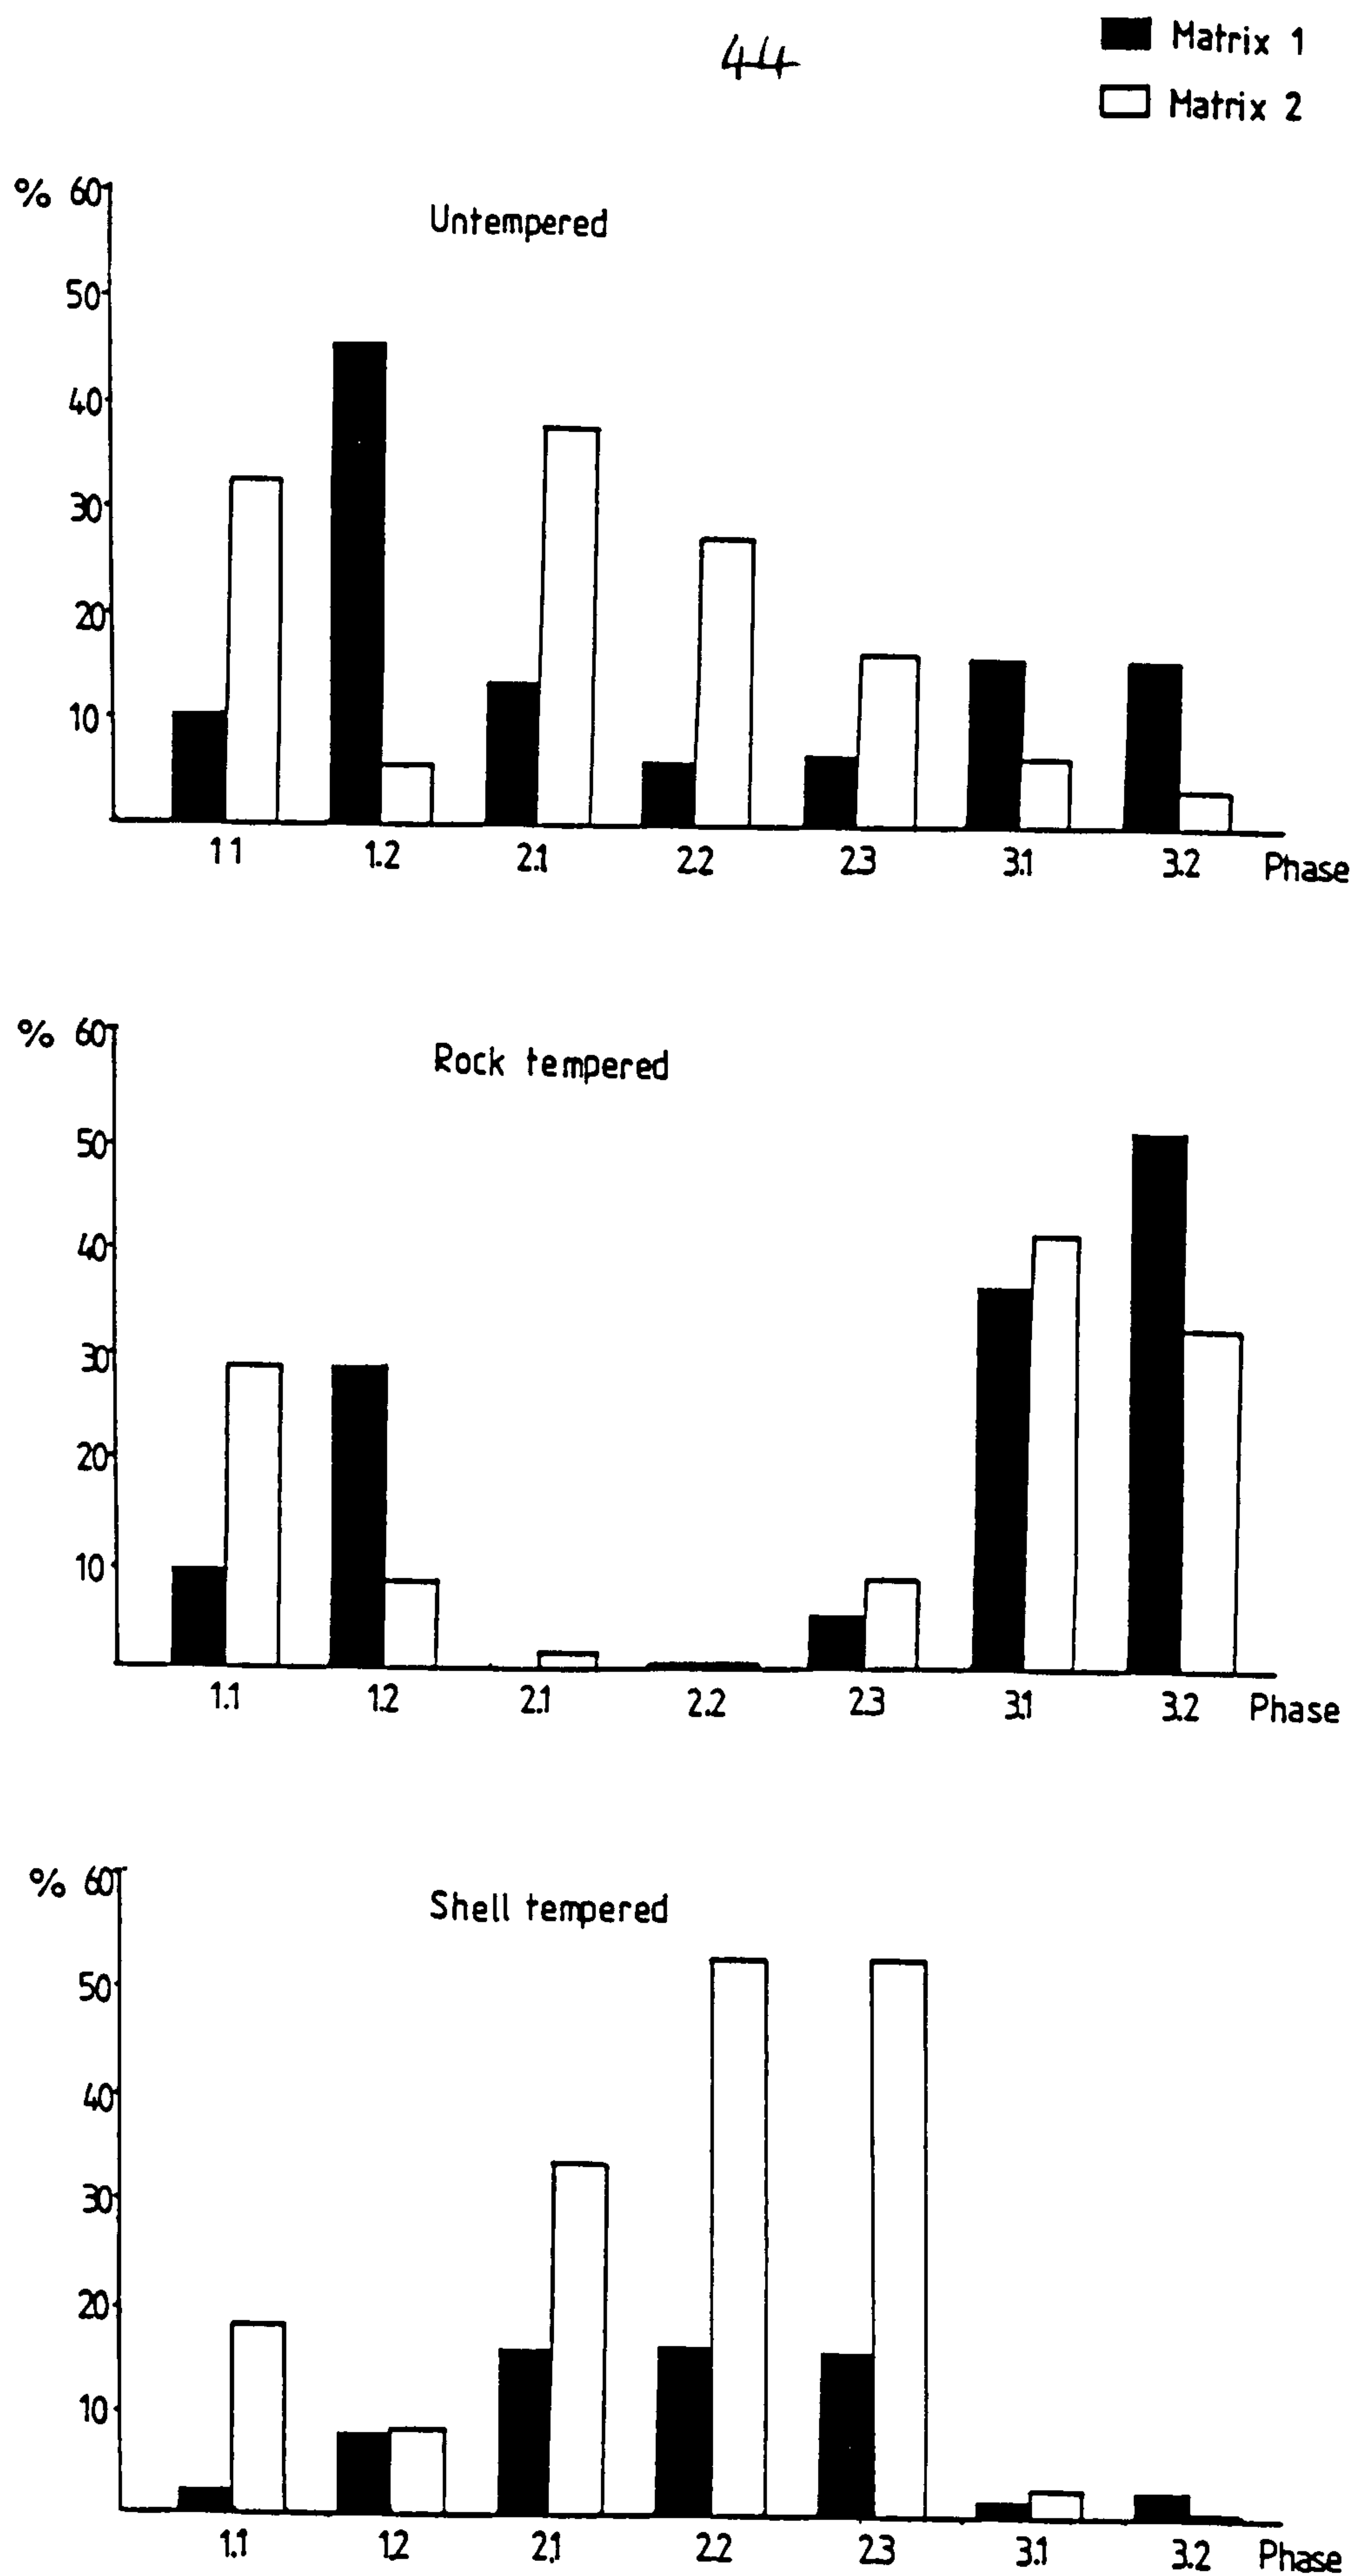 44
Matrix 1
Matrix 2
% 60
Untempered
50
40
30
20
10
11 1.2 2.1 2.2 2.3 3.1 3.2 Phase
% 60
Rock tempered
50
40
30
20
10
1.1 1.2 2.1 2.2 2.3 3.1 3.2 Phase
% 60
Shell tempered
50
40
30
20
10
1.1 1.2 2.1 2.2 2.3 3.1 3.2 Phase